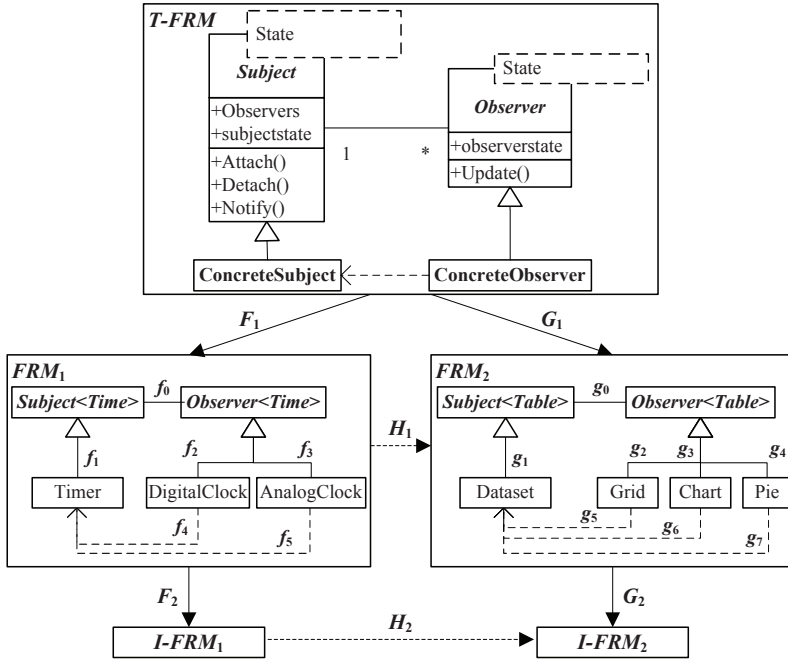 T-FRM
State
Subject
+Observers
+subjectstate
+Attach()
+Detach()
+Notify()
1
*
State
Observer
+observerstate
+Update()
ConcreteSubject
ConcreteObserver
F1
G1
FRM1
Subject<Time>
f0
Observer<Time>
f1
f2
f3
Timer
DigitalClock
AnalogClock
f4
f5
H1
FRM2
Subject<Table>
g0
Observer<Table>
g1
g2
g3
g4
Dataset
Grid
Chart
Pie
g5
g6
g7
F2
G2
I-FRM1
H2
I-FRM2